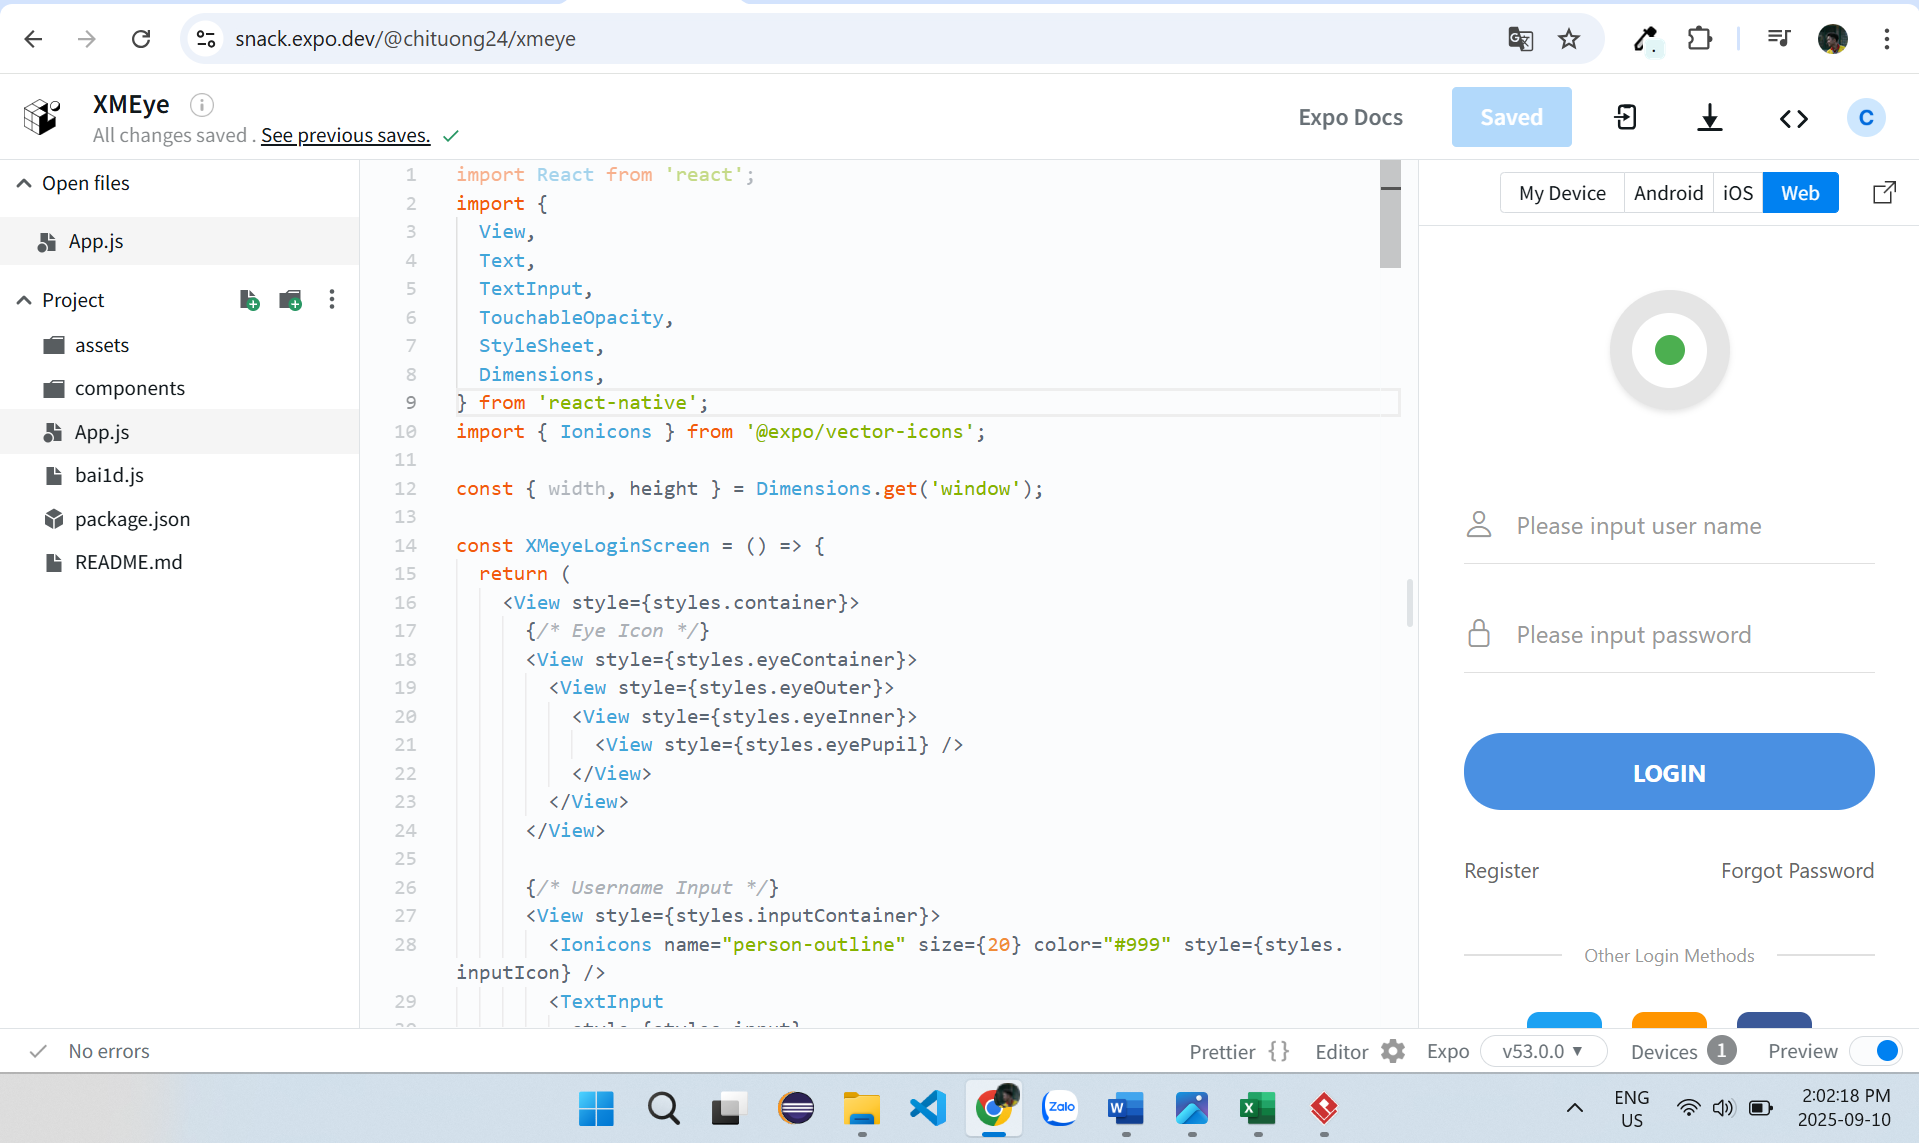 snack.expo.dev/@chituong24/xmeye
XMEye
All changes saved . See previous saves.
Expo Docs
Saved
C
Open files
App.js
Project
assets
components
App.js
bai1d.js
package.json
README.md
1 import React from 'react';
2 import {
3 View,
4 Text,
5 TextInput,
6 TouchableOpacity,
7 StyleSheet,
8 Dimensions,
9 } from 'react-native';
10 import { Ionicons } from '@expo/vector-icons';
11
12 const { width, height } = Dimensions.get('window');
13
14 const XMeyeLoginScreen = () => {
15 return (
16 <View style={styles.container}>
17 {/* Eye Icon */}
18 <View style={styles.eyeContainer}>
19 <View style={styles.eyeOuter}>
20 <View style={styles.eyeInner}>
21 <View style={styles.eyePupil} />
22 </View>
23 </View>
24 </View>
25
26 {/* Username Input */}
27 <View style={styles.inputContainer}>
28 <Ionicons name="person-outline" size={20} color="#999" style={styles.
inputIcon} />
29 <TextInput
My Device Android iOS Web
Please input user name
Please input password
LOGIN
Register Forgot Password
Other Login Methods
No errors
Prettier {} Editor Expo v53.0.0 Devices 1 Preview
Zalo
ENG
US
2:02:18 PM
2025-09-10